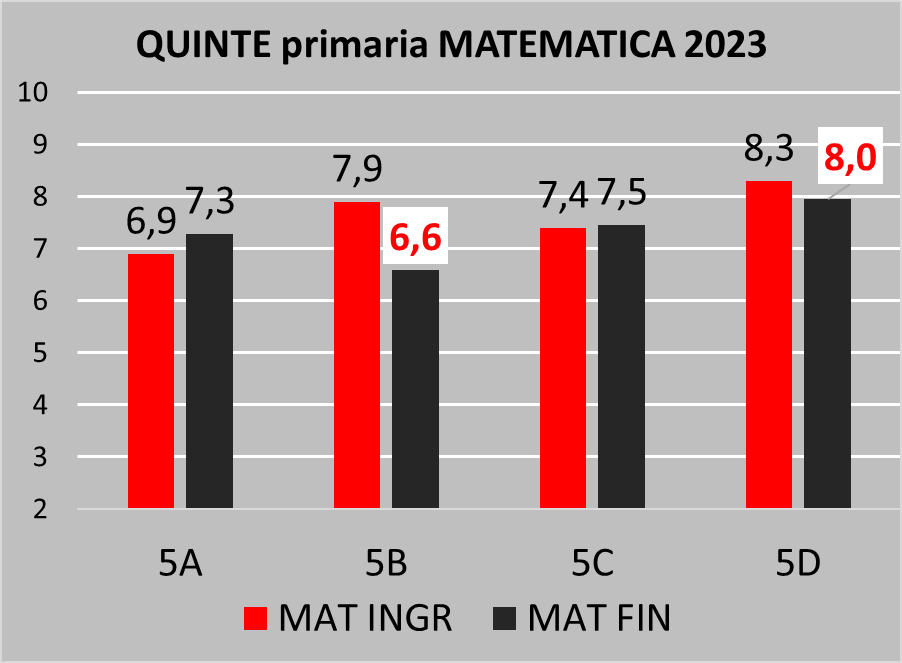 QUINTE primaria MATEMATICA 2023
10
9
8
7
6
5
4
3
2
6,9
7,3
7,9
6,6
7,4
7,5
8,3
8,0
5A
5B
5C
5D
MAT INGR
MAT FIN